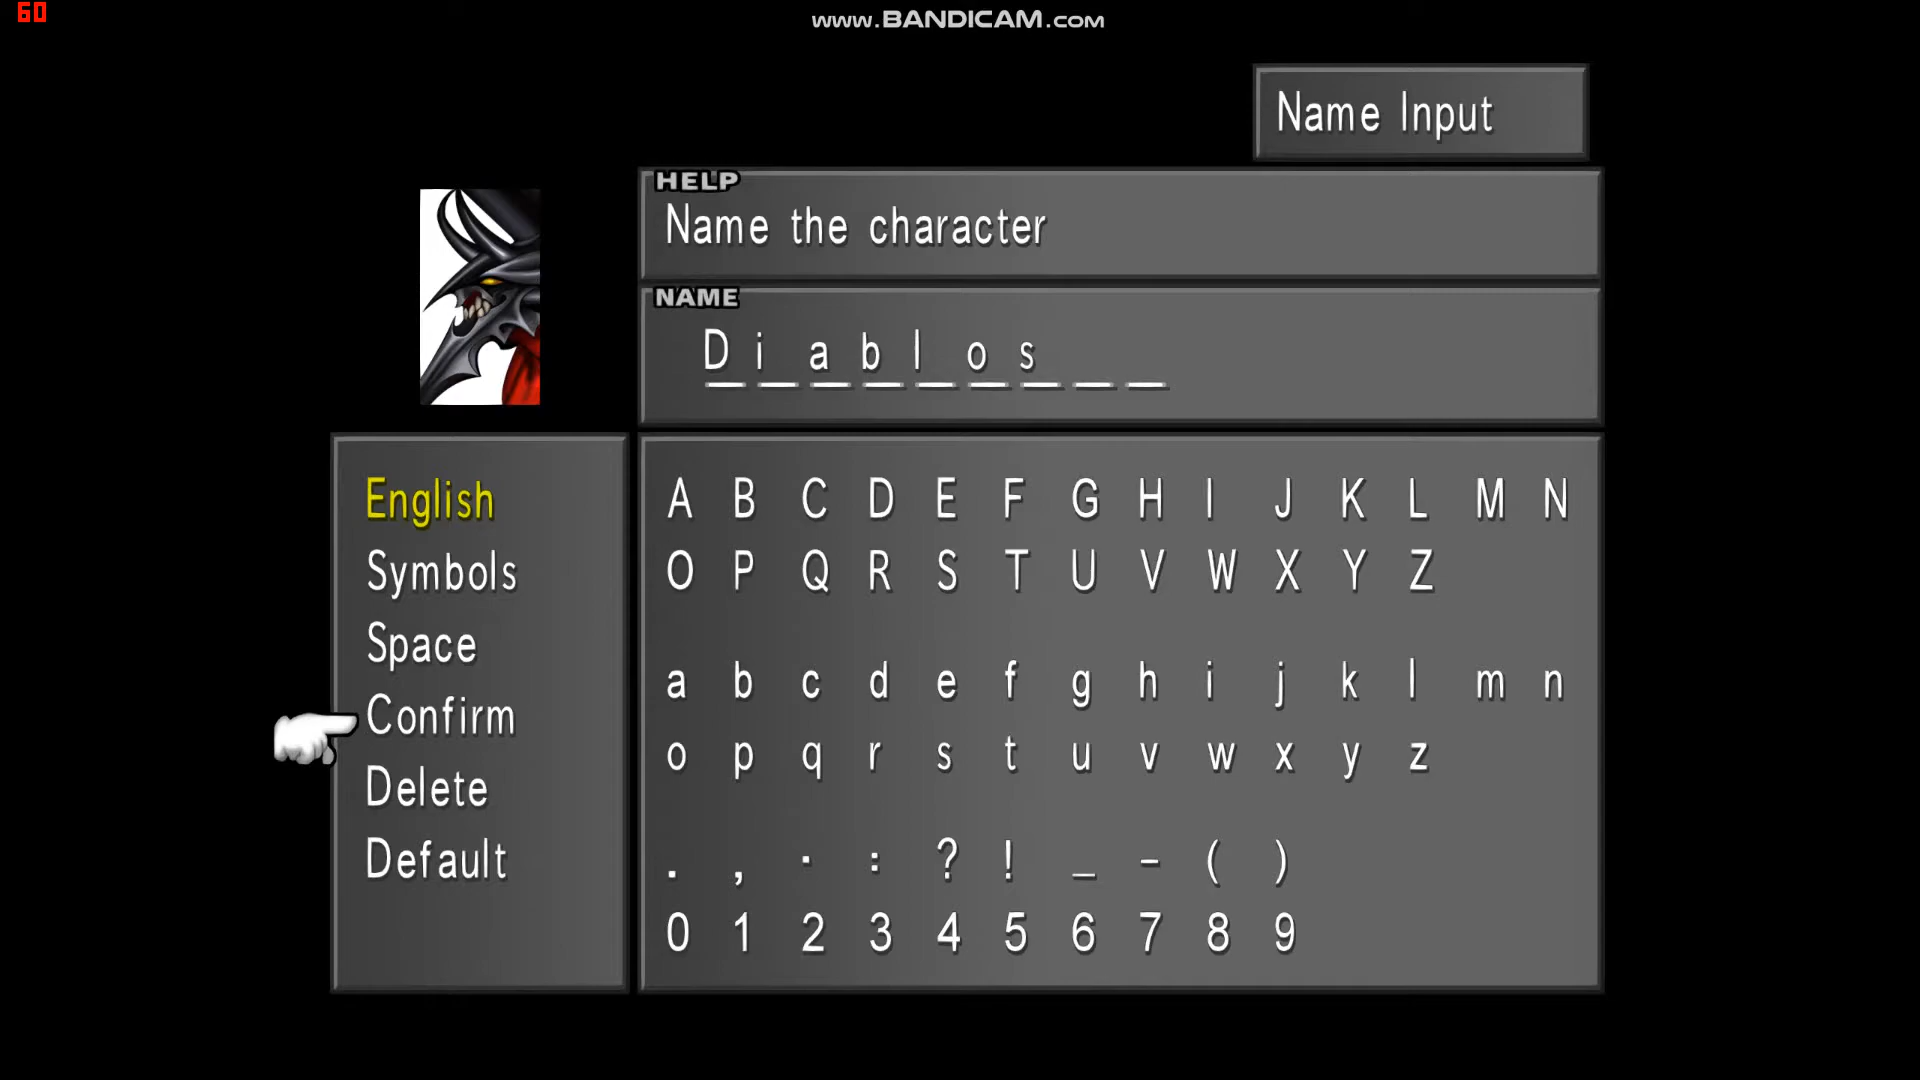 60
www.BANDICAM.com
Name Input
HELP
Name the character
NAME
Diablos
English
Symbols
Space
Confirm
Delete
Default
A B C D E F G H I J K L M N
O P Q R S T U V W X Y Z
a b c d e f g h i j k l m n
o p q r s t u v w x y z
. , · : ? ! _ - ( )
0 1 2 3 4 5 6 7 8 9